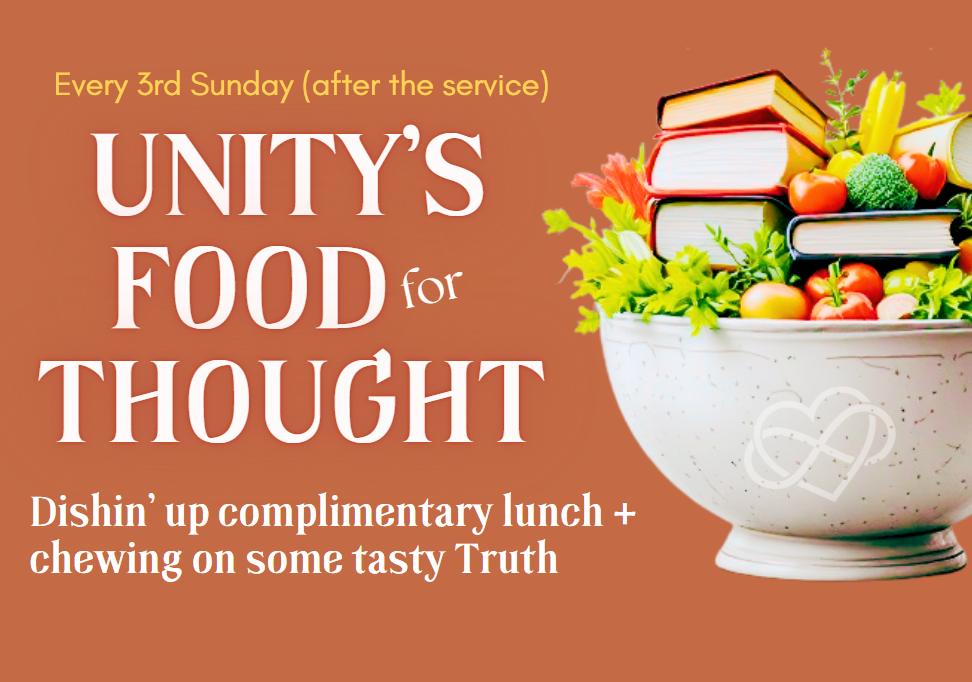 Every 3rd Sunday (after the service)
UNITY’S
FOOD for
THOUGHT
Dishin’ up complimentary lunch +
chewing on some tasty Truth